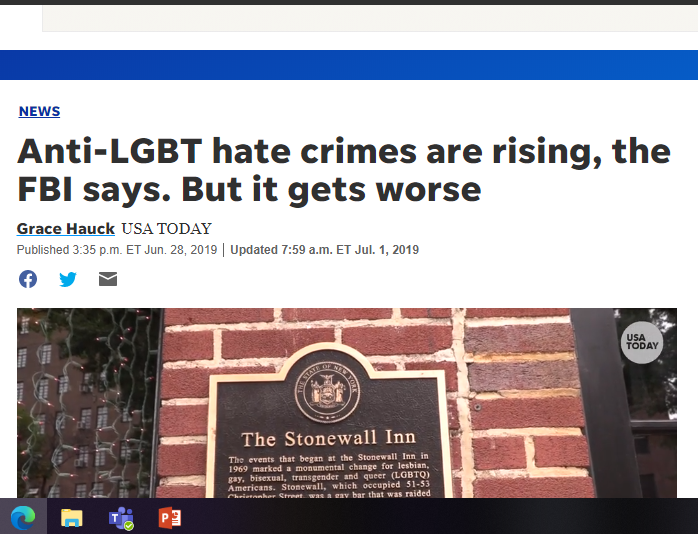 NEWS
Anti-LGBT hate crimes are rising, the
FBI says. But it gets worse
Grace Hauck USA TODAY
Published 3:35 p.m. ET Jun. 28, 2019 | Updated 7:59 a.m. ET Jul. 1, 2019
USA
TODAY
THE STATE OF NEW YORK
The Stonewall Inn
The events that began at the Stonewall Inn in
1969 marked a monumental change for lesbian,
gay, bisexual, transgender and queer (LGBTQ)
Americans. Stonewall, which occupied 51-53
Christopher Street, was a gay bar that was raided